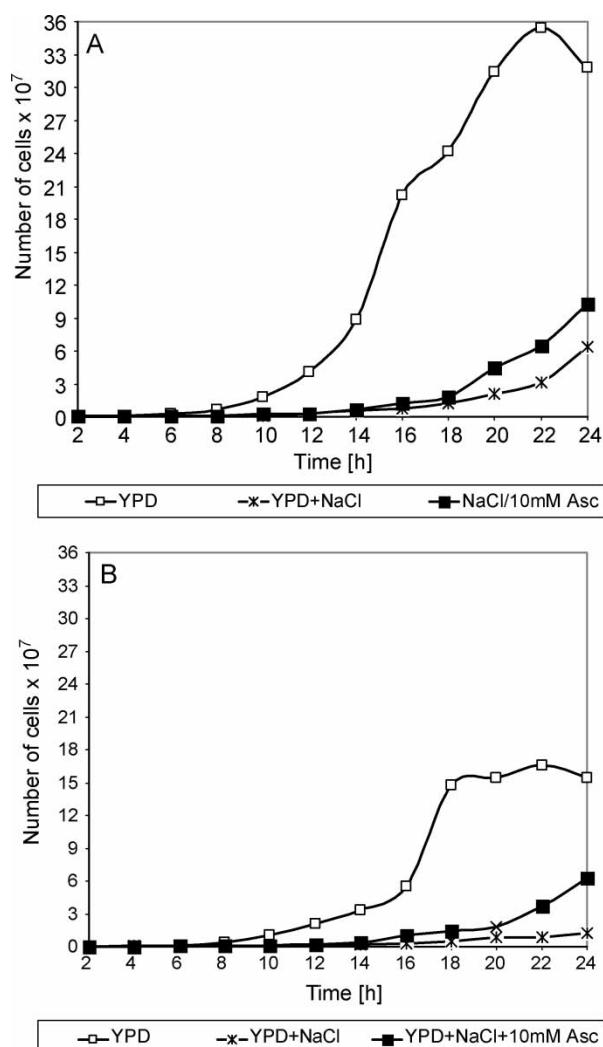 A
Number of cells x 10⁷
36
33
30
27
24
21
18
15
12
9
6
3
0
2 4 6 8 10 12 14 16 18 20 22 24
Time [h]
YPD YPD+NaCl NaCl/10mM Asc
B
Number of cells x 10⁷
36
33
30
27
24
21
18
15
12
9
6
3
0
2 4 6 8 10 12 14 16 18 20 22 24
Time [h]
YPD YPD+NaCl YPD+NaCl+10mM Asc